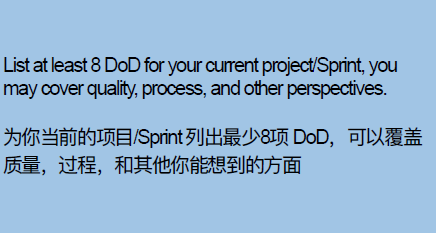 List at least 8 DoD for your current project/Sprint, you
may cover quality, process, and other perspectives.
为你当前的项目/Sprint 列出最少8项 DoD，可以覆盖
质量，过程，和其他你能想到的方面